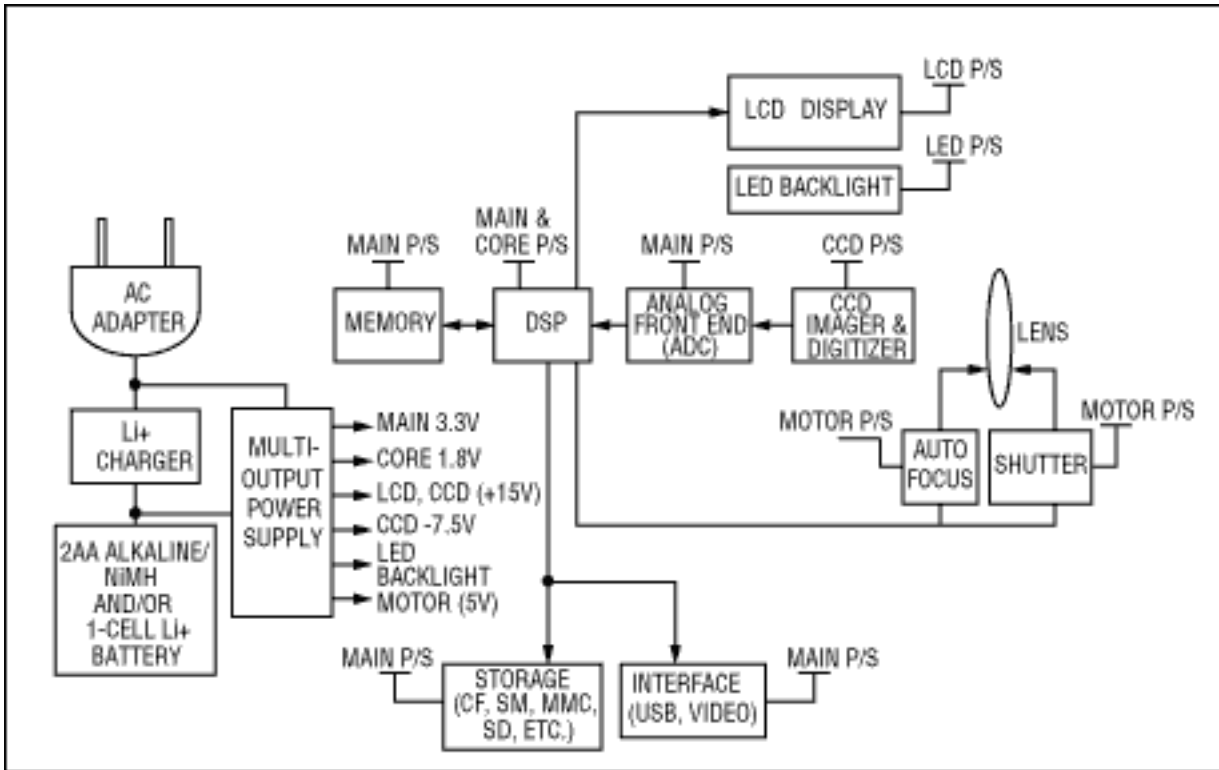 LCD P/S
LCD DISPLAY
LED P/S
LED BACKLIGHT
MAIN &
CORE P/S
MAIN P/S
MAIN P/S
CCD P/S
AC
ADAPTER
MEMORY
DSP
ANALOG
FRONT END
(ADC)
CCD
IMAGER &
DIGITIZER
LENS
MOTOR P/S
MOTOR P/S
AUTO
FOCUS
SHUTTER
Li+
CHARGER
MULTI-
OUTPUT
POWER
SUPPLY
MAIN 3.3V
CORE 1.8V
LCD, CCD (+15V)
CCD -7.5V
LED
BACKLIGHT
MOTOR (5V)
2AA ALKALINE/
NiMH
AND/OR
1-CELL Li+
BATTERY
MAIN P/S
STORAGE
(CF, SM, MMC,
SD, ETC.)
INTERFACE
(USB, VIDEO)
MAIN P/S